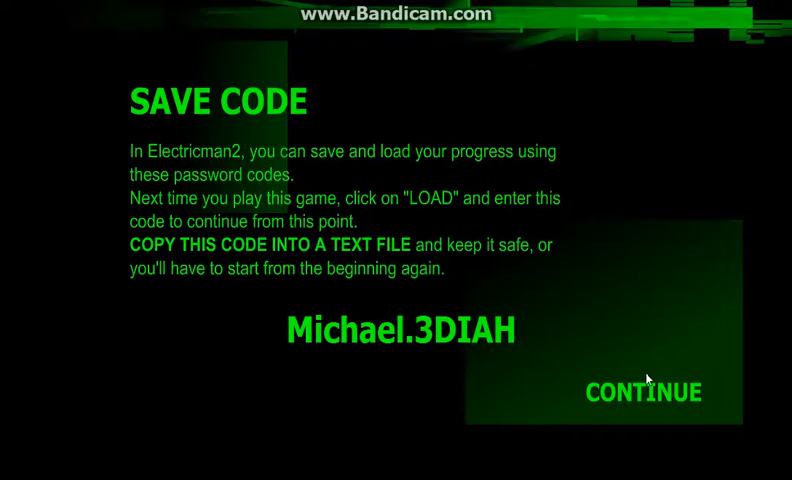 www.Bandicam.com
SAVE CODE
In Electricman2, you can save and load your progress using
these password codes.
Next time you play this game, click on "LOAD" and enter this
code to continue from this point.
COPY THIS CODE INTO A TEXT FILE and keep it safe, or
you'll have to start from the beginning again.
Michael.3DIAH
CONTINUE